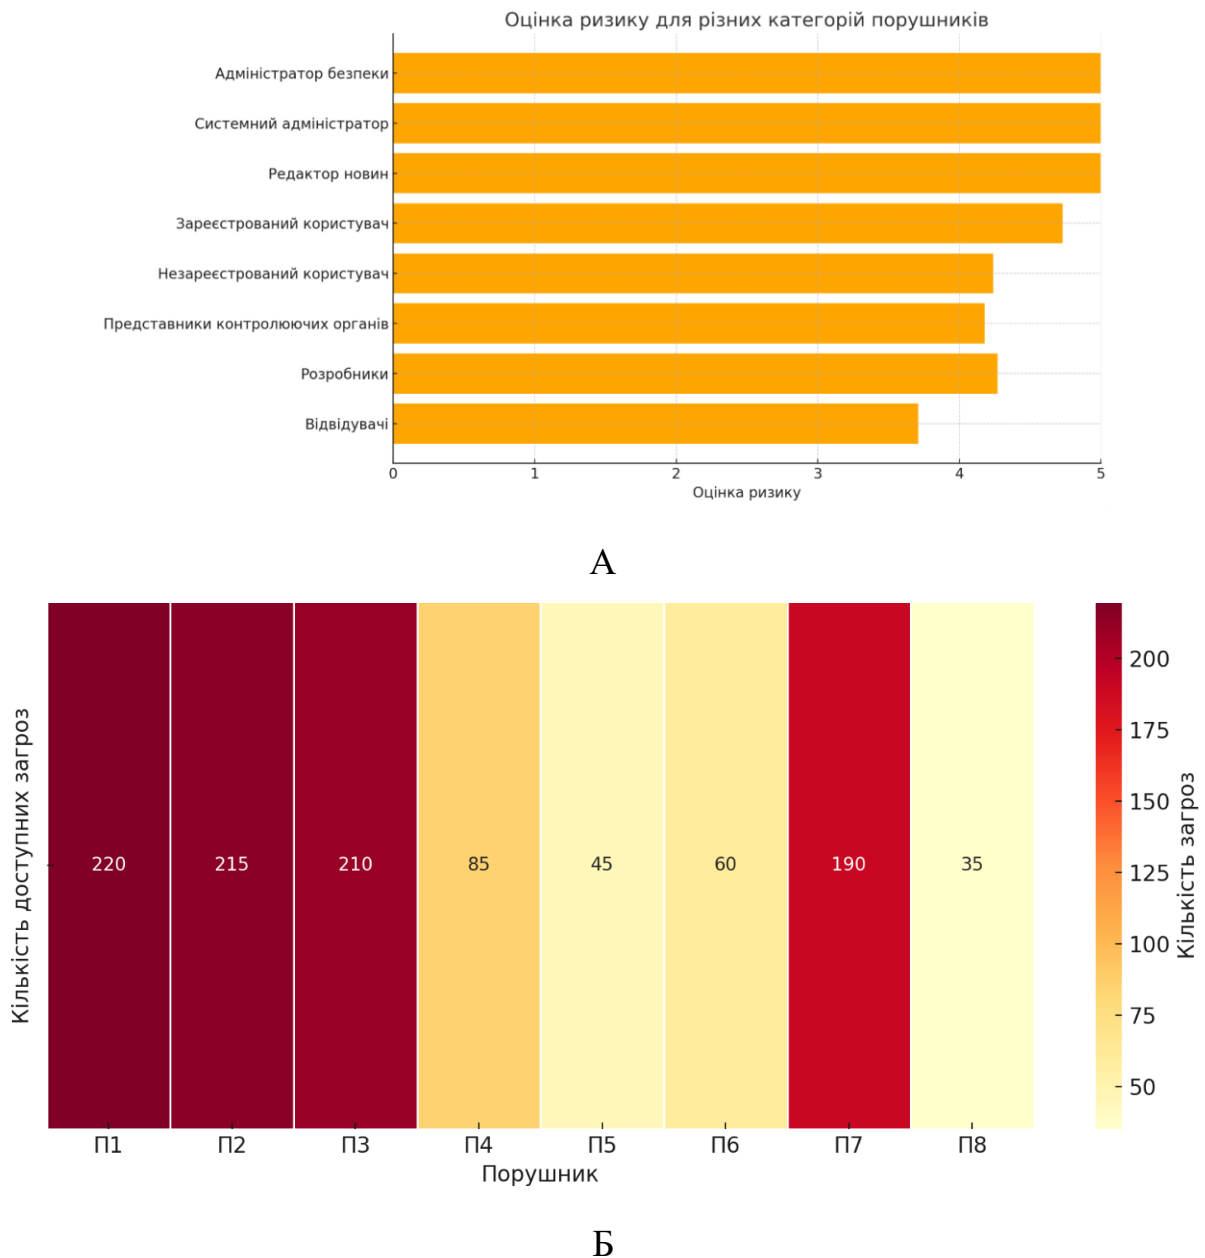 Оцінка ризику для різних категорій порушників
Адміністратор безпеки
Системний адміністратор
Редактор новин
Зареєстрований користувач
Незареєстрований користувач
Представники контролюючих органів
Розробники
Відвідувачі
0 1 2 3 4 5
Оцінка ризику
А
Кількість доступних загроз
220 215 210 85 45 60 190 35
П1 П2 П3 П4 П5 П6 П7 П8
Порушник
200
175
150
125
100
75
50
Кількість загроз
Б